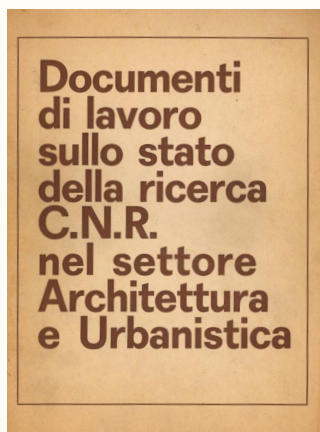 Documenti
di lavoro
sullo stato
della ricerca
C.N.R.
nel settore
Architettura
e Urbanistica